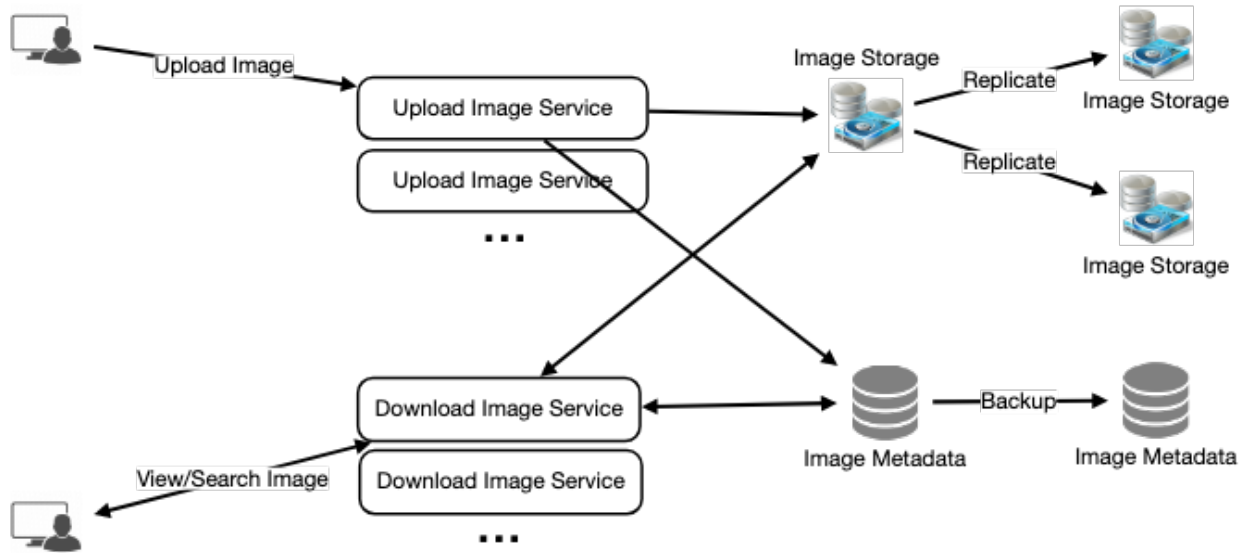 Upload Image
Image Storage
Replicate
Image Storage
Upload Image Service
Upload Image Service
...
Replicate
Image Storage
Download Image Service
Download Image Service
...
View/Search Image
Image Metadata
Backup
Image Metadata